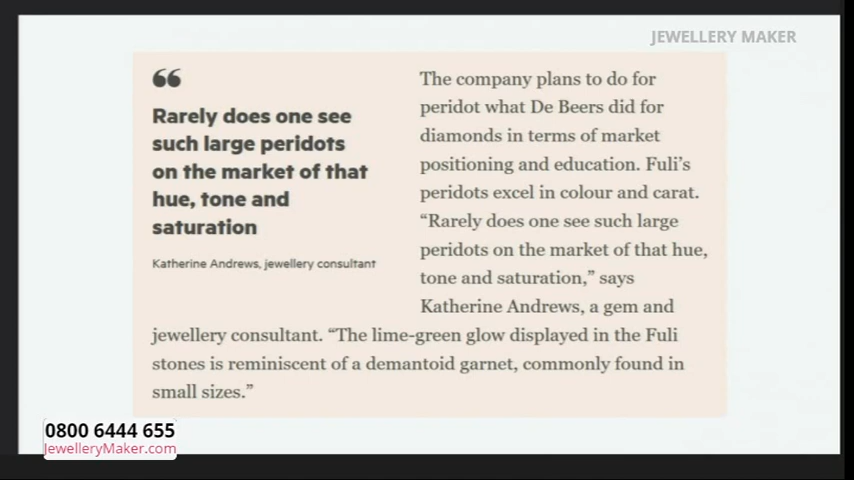 JEWELLERY MAKER
“
Rarely does one see
such large peridots
on the market of that
hue, tone and
saturation
Katherine Andrews, jewellery consultant
The company plans to do for
peridot what De Beers did for
diamonds in terms of market
positioning and education. Fuli’s
peridots excel in colour and carat.
“Rarely does one see such large
peridots on the market of that hue,
tone and saturation,” says
Katherine Andrews, a gem and
jewellery consultant. “The lime-green glow displayed in the Fuli
stones is reminiscent of a demantoid garnet, commonly found in
small sizes.”
0800 6444 655
JewelleryMaker.com